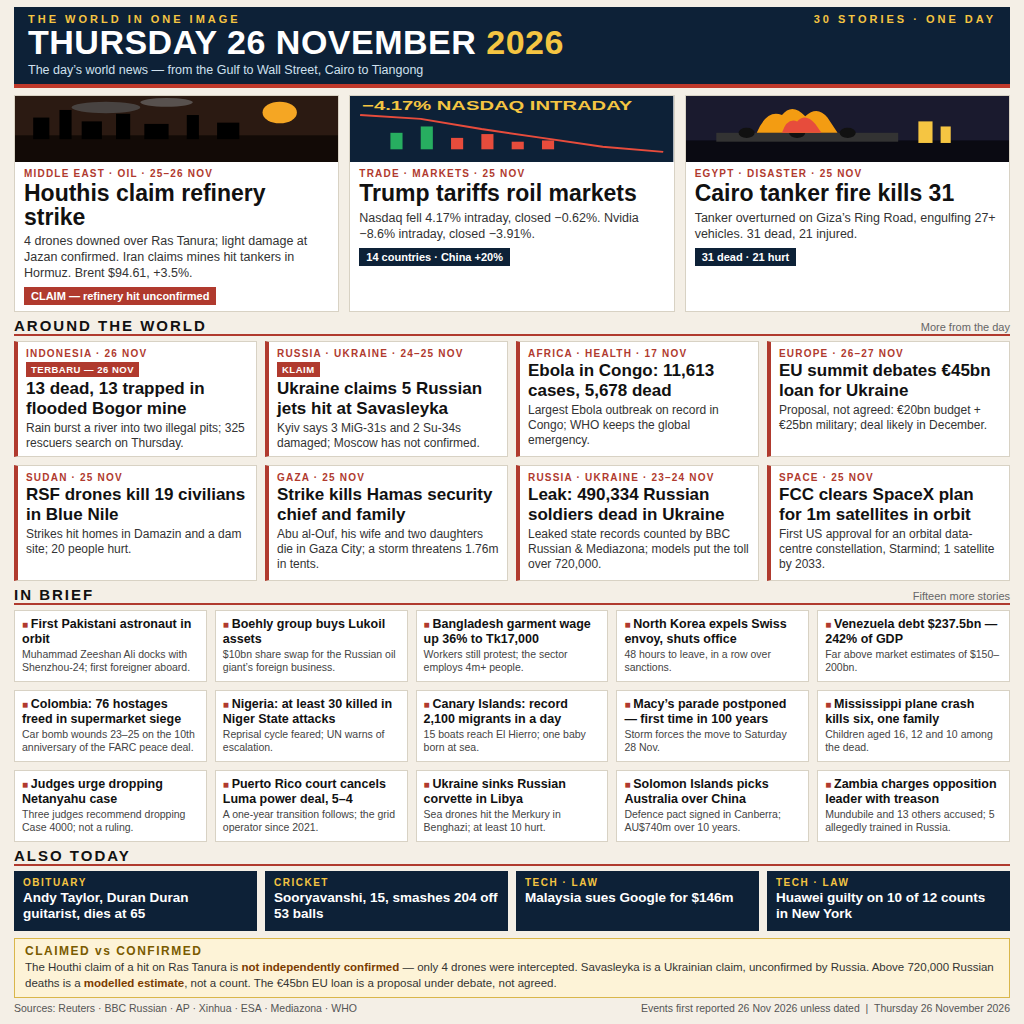 THE WORLD IN ONE IMAGE
30 STORIES · ONE DAY
THURSDAY 26 NOVEMBER 2026
The day's world news — from the Gulf to Wall Street, Cairo to Tiangong
MIDDLE EAST · OIL · 25–26 NOV
Houthis claim refinery
strike
4 drones downed over Ras Tanura; light damage at
Jazan confirmed. Iran claims mines hit tankers in
Hormuz. Brent $94.61, +3.5%.
CLAIM — refinery hit unconfirmed
−4.17% NASDAQ INTRADAY
TRADE · MARKETS · 25 NOV
Trump tariffs roil markets
Nasdaq fell 4.17% intraday, closed −0.62%. Nvidia
−8.6% intraday, closed −3.91%.
14 countries · China +20%
EGYPT · DISASTER · 25 NOV
Cairo tanker fire kills 31
Tanker overturned on Giza's Ring Road, engulfing 27+
vehicles. 31 dead, 21 injured.
31 dead · 21 hurt
AROUND THE WORLD
More from the day
INDONESIA · 26 NOV
TERBARU — 26 NOV
13 dead, 13 trapped in
flooded Bogor mine
Rain burst a river into two illegal pits; 325
rescuers search on Thursday.
RUSSIA · UKRAINE · 24–25 NOV
KLAIM
Ukraine claims 5 Russian
jets hit at Savasleyka
Kyiv says 3 MiG-31s and 2 Su-34s
damaged; Moscow has not confirmed.
AFRICA · HEALTH · 17 NOV
Ebola in Congo: 11,613
cases, 5,678 dead
Largest Ebola outbreak on record in
Congo; WHO keeps the global
emergency.
EUROPE · 26–27 NOV
EU summit debates €45bn
loan for Ukraine
Proposal, not agreed: €20bn budget +
€25bn military; deal likely in December.
SUDAN · 25 NOV
RSF drones kill 19 civilians
in Blue Nile
Strikes hit homes in Damazin and a dam
site; 20 people hurt.
GAZA · 25 NOV
Strike kills Hamas security
chief and family
Abu al-Ouf, his wife and two daughters
die in Gaza City; a storm threatens 1.76m
in tents.
RUSSIA · UKRAINE · 23–24 NOV
Leak: 490,334 Russian
soldiers dead in Ukraine
Leaked state records counted by BBC
Russian & Mediazona; models put the toll
over 720,000.
SPACE · 25 NOV
FCC clears SpaceX plan
for 1m satellites in orbit
First US approval for an orbital data-
centre constellation, Starmind; 1 satellite
by 2033.
IN BRIEF
Fifteen more stories
■ First Pakistani astronaut in
orbit
Muhammad Zeeshan Ali docks with
Shenzhou-24; first foreigner aboard.
■ Boehly group buys Lukoil
assets
$10bn share swap for the Russian oil
giant's foreign business.
■ Bangladesh garment wage
up 36% to Tk17,000
Workers still protest; the sector
employs 4m+ people.
■ North Korea expels Swiss
envoy, shuts office
48 hours to leave, in a row over
sanctions.
■ Venezuela debt $237.5bn —
242% of GDP
Far above market estimates of $150–
200bn.
■ Colombia: 76 hostages
freed in supermarket siege
Car bomb wounds 23–25 on the 10th
anniversary of the FARC peace deal.
■ Nigeria: at least 30 killed in
Niger State attacks
Reprisal cycle feared; UN warns of
escalation.
■ Canary Islands: record
2,100 migrants in a day
15 boats reach El Hierro; one baby
born at sea.
■ Macy's parade postponed
— first time in 100 years
Storm forces the move to Saturday
28 Nov.
■ Mississippi plane crash
kills six, one family
Children aged 16, 12 and 10 among
the dead.
■ Judges urge dropping
Netanyahu case
Three judges recommend dropping
Case 4000; not a ruling.
■ Puerto Rico court cancels
Luma power deal, 5–4
A one-year transition follows; the grid
operator since 2021.
■ Ukraine sinks Russian
corvette in Libya
Sea drones hit the Merkury in
Benghazi; at least 10 hurt.
■ Solomon Islands picks
Australia over China
Defence pact signed in Canberra;
AU$740m over 10 years.
■ Zambia charges opposition
leader with treason
Mundubile and 13 others accused; 5
allegedly trained in Russia.
ALSO TODAY
OBITUARY
Andy Taylor, Duran Duran
guitarist, dies at 65
CRICKET
Sooryavanshi, 15, smashes 204 off
53 balls
TECH · LAW
Malaysia sues Google for $146m
TECH · LAW
Huawei guilty on 10 of 12 counts
in New York
CLAIMED vs CONFIRMED
The Houthi claim of a hit on Ras Tanura is not independently confirmed — only 4 drones were intercepted. Savasleyka is a Ukrainian claim, unconfirmed by Russia. Above 720,000 Russian
deaths is a modelled estimate, not a count. The €45bn EU loan is a proposal under debate, not agreed.
Sources: Reuters · BBC Russian · AP · Xinhua · ESA · Mediazona · WHO
Events first reported 26 Nov 2026 unless dated | Thursday 26 November 2026